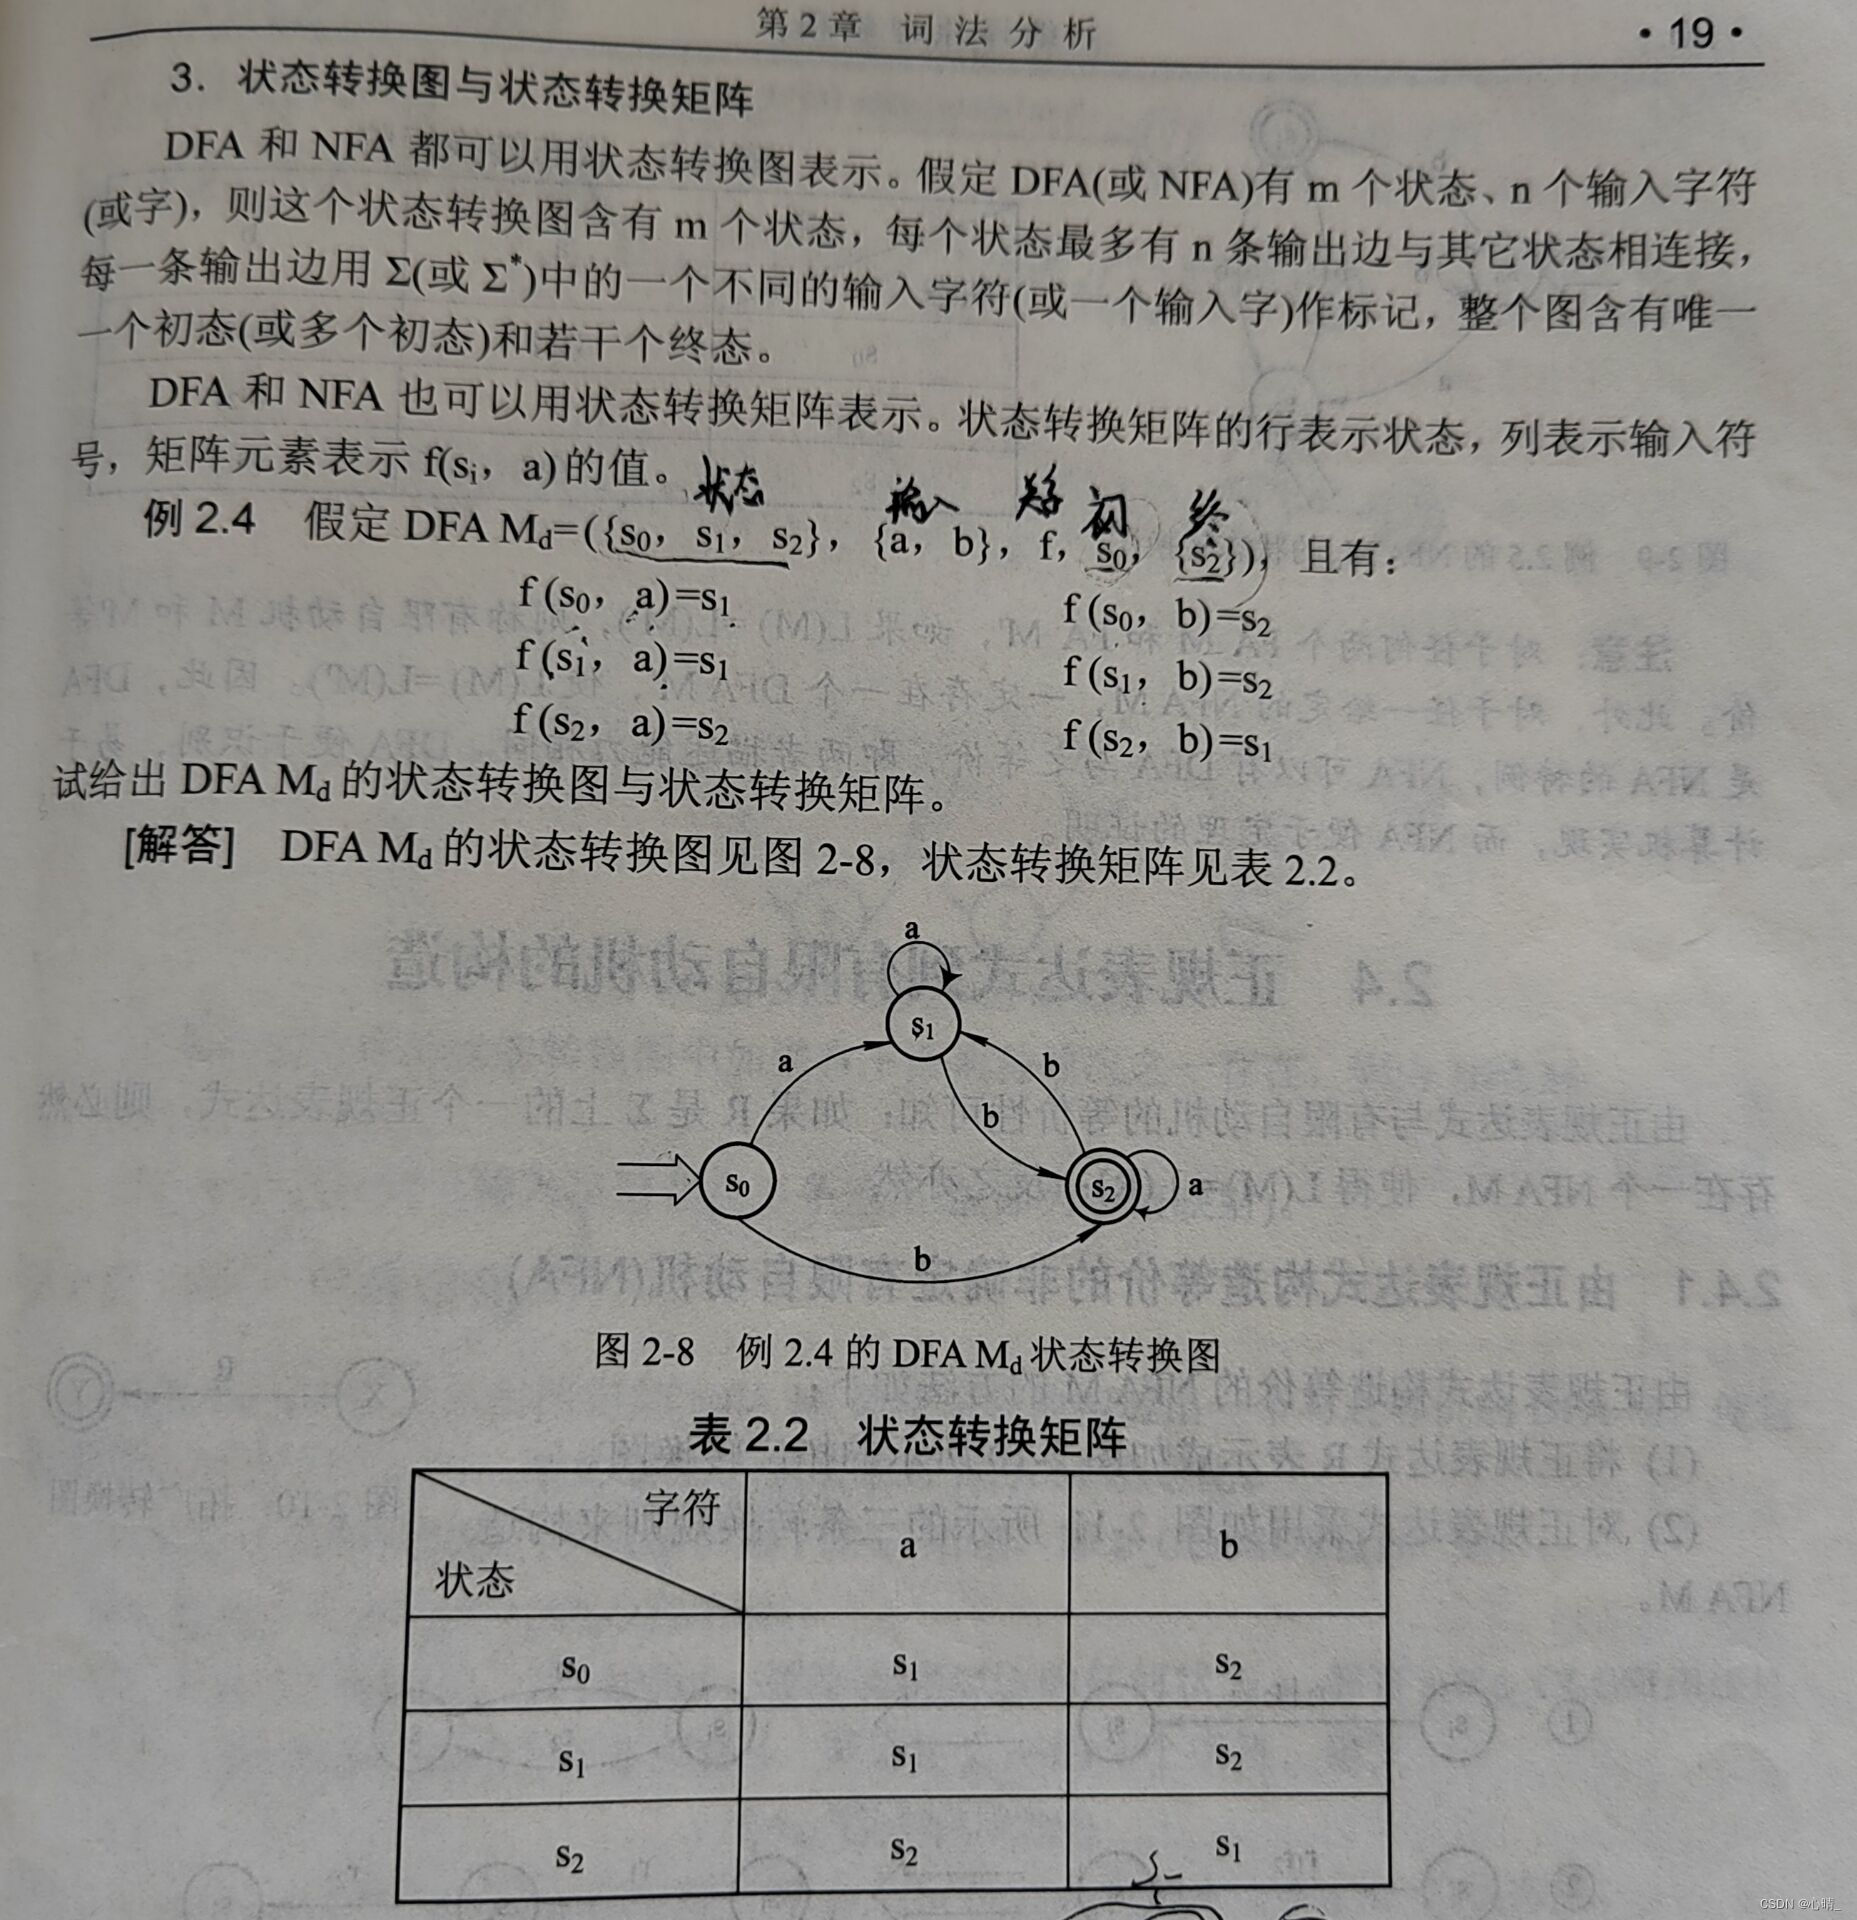 第2章 词法分析 ·19·
3. 状态转换图与状态转换矩阵
DFA 和 NFA 都可以用状态转换图表示。假定 DFA(或 NFA)有 m 个状态、n 个输入字符
(或字)，则这个状态转换图含有 m 个状态，每个状态最多有 n 条输出边与其它状态相连接，
每一条输出边用 Σ(或 Σ*)中的一个不同的输入字符(或一个输入字)作标记，整个图含有唯一
一个初态(或多个初态)和若干个终态。
DFA 和 NFA 也可以用状态转换矩阵表示。状态转换矩阵的行表示状态，列表示输入符
号，矩阵元素表示 f(si，a)的值。
状态 输入 初 终
例 2.4 假定 DFA Md=({s0，s1，s2}，{a，b}，f，s0，{s2})，且有：
f(s0，a)=s1 f(s0，b)=s2
f(s1，a)=s1 f(s1，b)=s2
f(s2，a)=s2 f(s2，b)=s1
试给出 DFA Md 的状态转换图与状态转换矩阵。
[解答] DFA Md 的状态转换图见图 2-8，状态转换矩阵见表 2.2。
a
s1
a b
b
s0 s2 a
b
图 2-8 例 2.4 的 DFA Md 状态转换图
表 2.2 状态转换矩阵
字符
状态 a b
s0 s1 s2
s1 s1 s2
s2 s2 s1
CSDN @心晴_